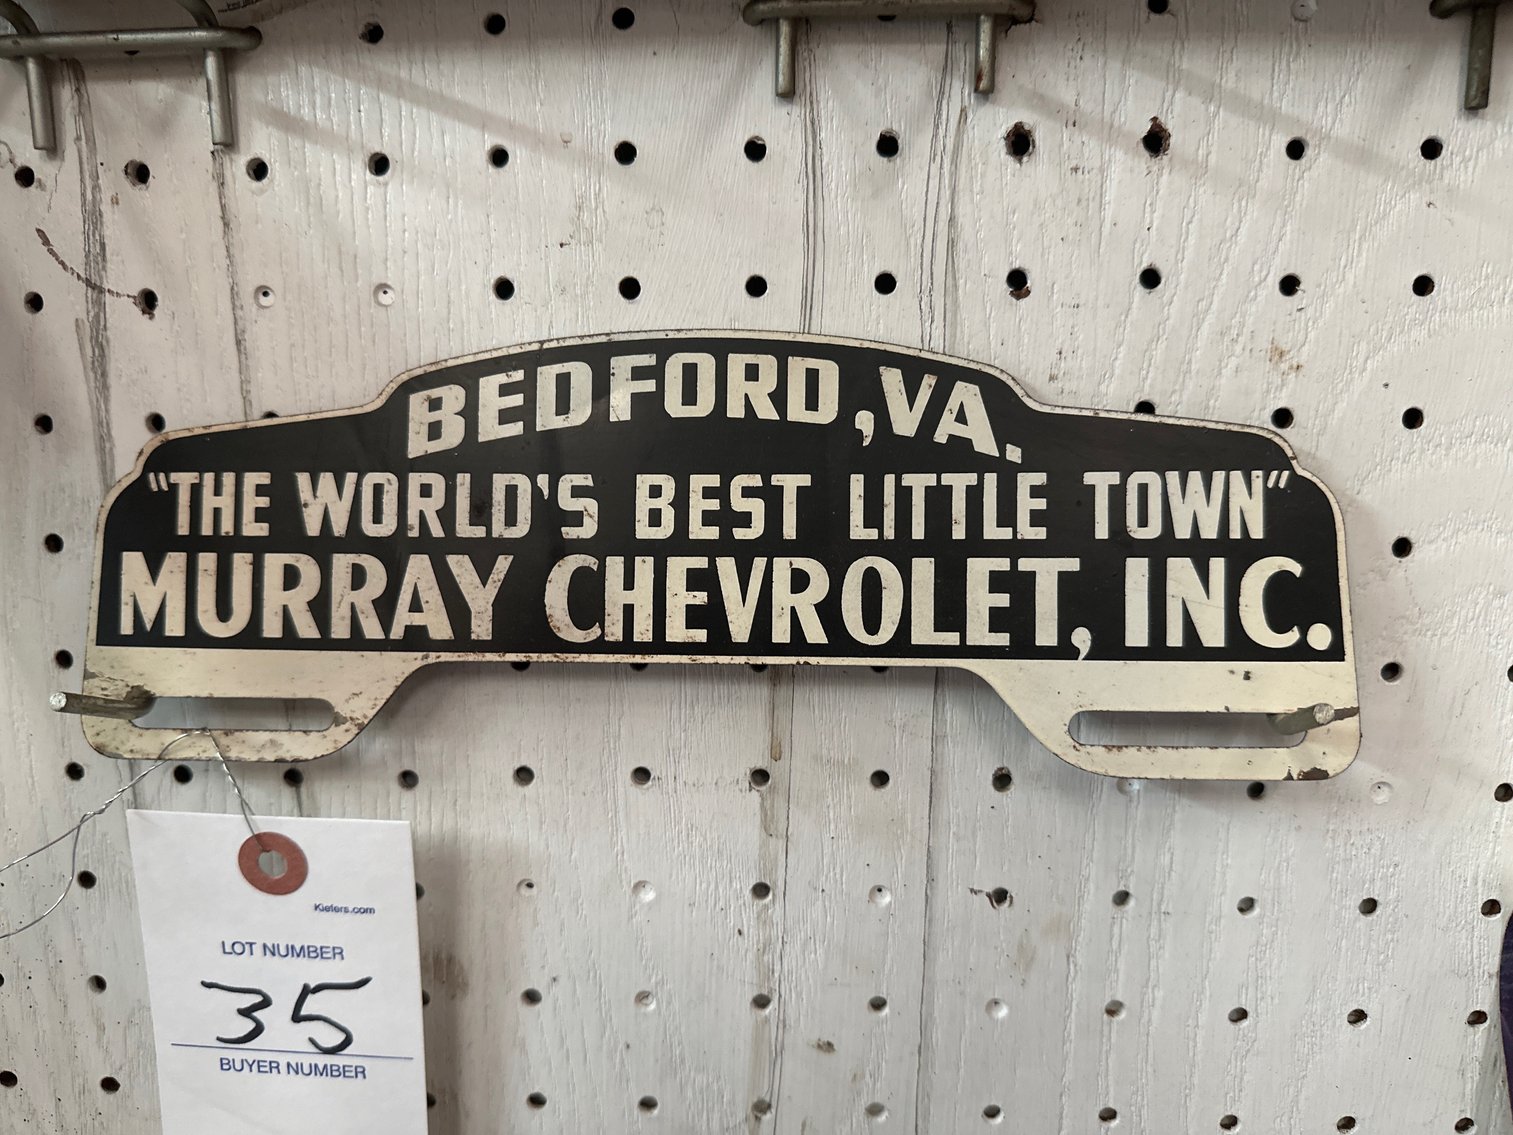 BEDFORD, VA.
"THE WORLD'S BEST LITTLE TOWN"
MURRAY CHEVROLET, INC.
Kiefers.com
LOT NUMBER
35
BUYER NUMBER